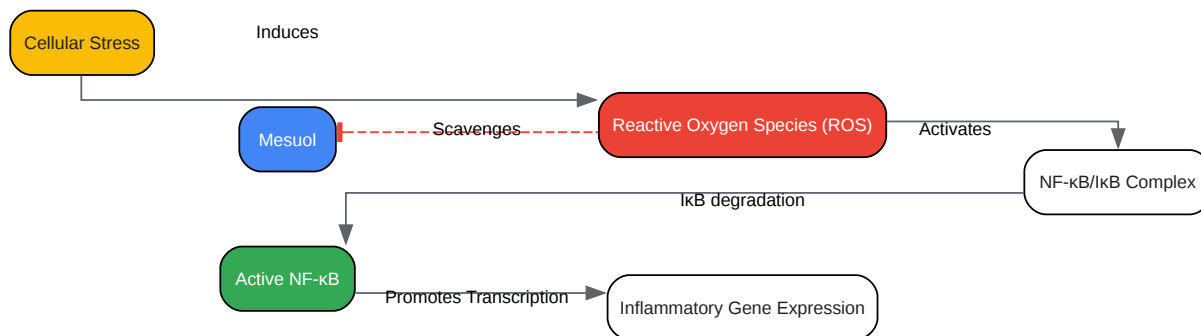 Induces
Cellular Stress
Reactive Oxygen Species (ROS)
Scavenges
Activates
Mesuol
NF-κB/IκB Complex
IκB degradation
Active NF-κB
Promotes Transcription
Inflammatory Gene Expression